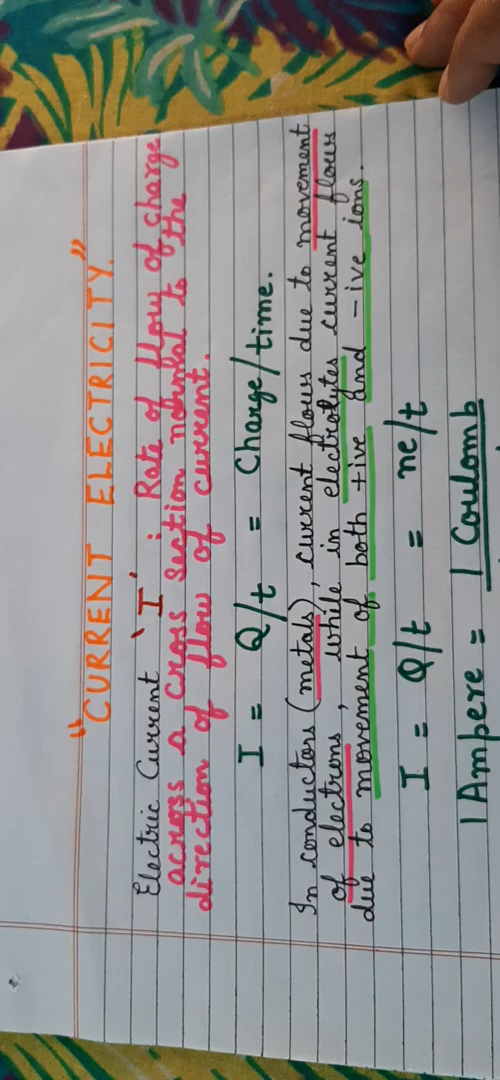 "CURRENT ELECTRICITY."
Electric Current 'I' : Rate of flow of charge
across a cross section normal to the
direction of flow of current.
I = Q/t = Charge/time.
In conductors (metals), current flows due to movement
of electrons, while in electrolytes current flows
due to movement of both +ive and -ive ions.
I = Q/t = ne/t
1 Ampere = 1 Coulomb